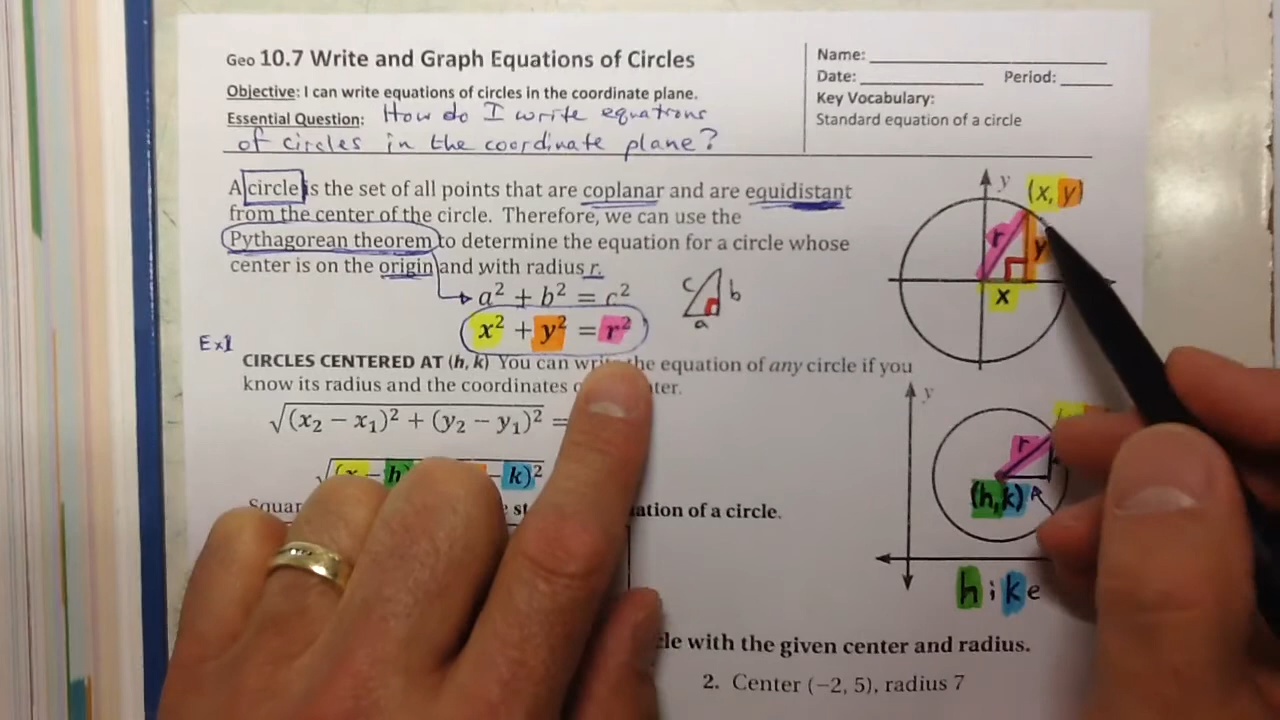 Geo 10.7 Write and Graph Equations of Circles
Objective: I can write equations of circles in the coordinate plane.
Essential Question: How do I write equations
of circles in the coordinate plane?
Name:
Date: Period:
Key Vocabulary:
Standard equation of a circle
A circle is the set of all points that are coplanar and are equidistant
from the center of the circle. Therefore, we can use the
Pythagorean theorem to determine the equation for a circle whose
center is on the origin and with radius r.
a² + b² = c²
x² + y² = r²
c b
a
y
(x, y)
r y
x
Ex1
CIRCLES CENTERED AT (h, k) You can write the equation of any circle if you
know its radius and the coordinates
√(x₂ − x₁)² + (y₂ − y₁)² =
h k)²
ation of a circle.
y
r
(h,k)
hike
with the given center and radius.
2. Center (−2, 5), radius 7